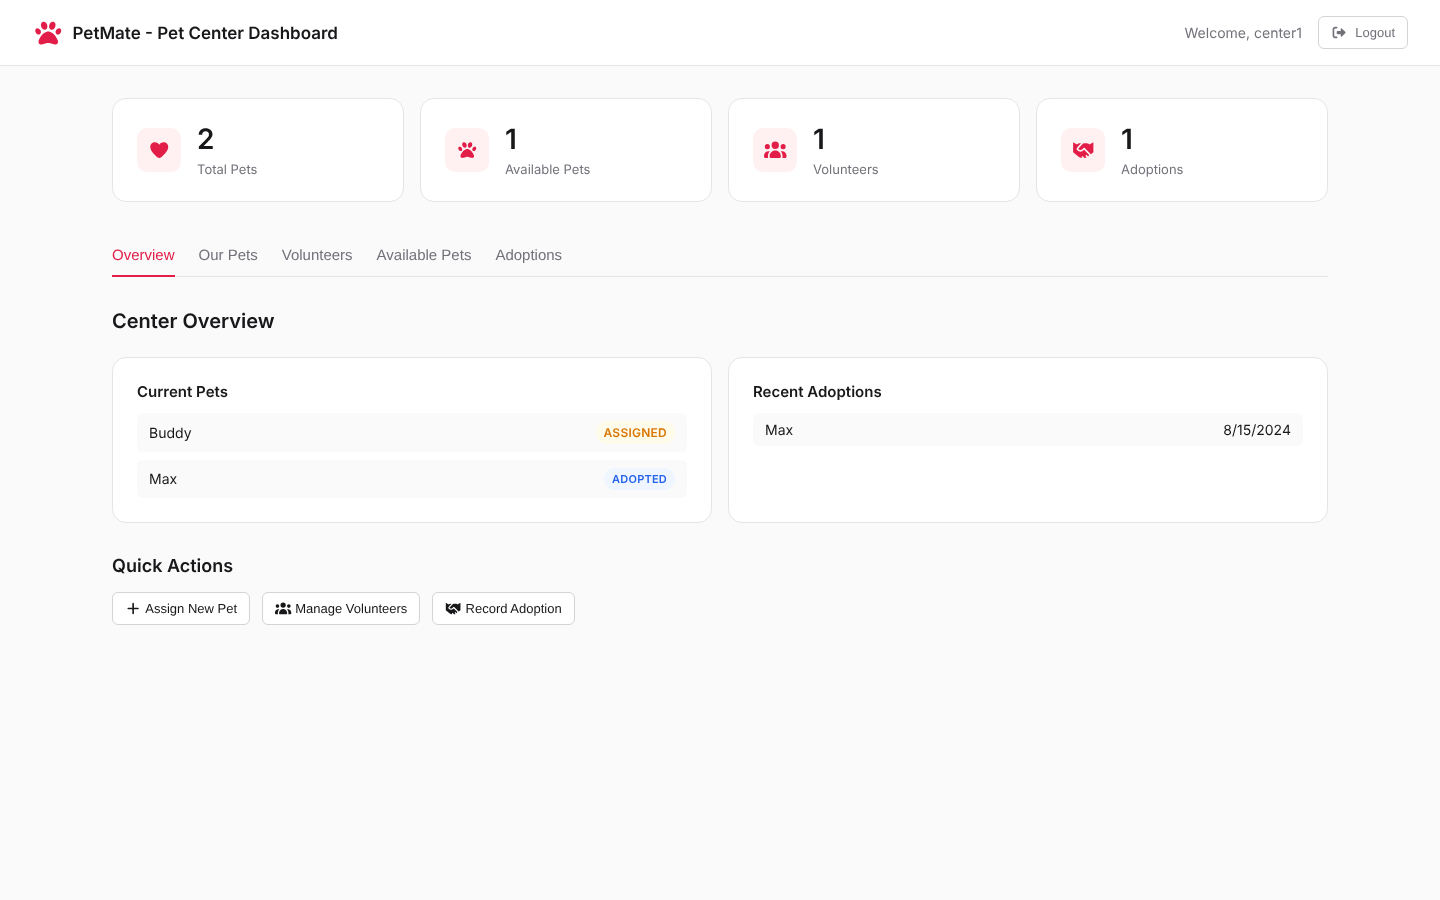 PetMate - Pet Center Dashboard
Welcome, center1
Logout
2
Total Pets
1
Available Pets
1
Volunteers
1
Adoptions
Overview
Our Pets
Volunteers
Available Pets
Adoptions
Center Overview
Current Pets
Buddy
ASSIGNED
Max
ADOPTED
Recent Adoptions
Max
8/15/2024
Quick Actions
Assign New Pet
Manage Volunteers
Record Adoption